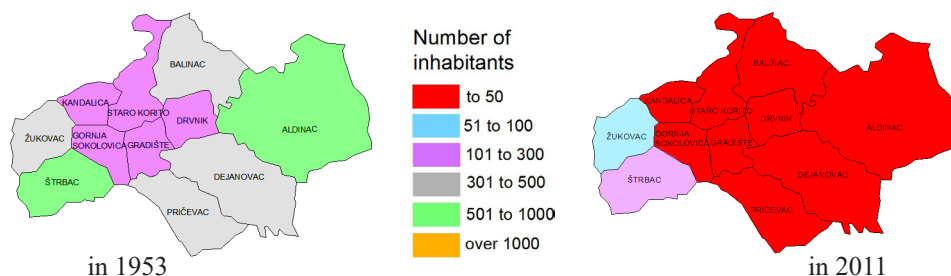 BALINAC
KANDALICA
STARO KORITO
DRVNIK
ALDINAC
ŽUKOVAC
GORNJA
SOKOLOVICA
GRADIŠTE
ŠTRBAC
DEJANOVAC
PRIČEVAC
in 1953
Number of
inhabitants
to 50
51 to 100
101 to 300
301 to 500
501 to 1000
over 1000
BALINAC
KANDALICA
STARO KORITO
DRVNIK
ALDINAC
ŽUKOVAC
GORNJA
SOKOLOVICA
GRADIŠTE
ŠTRBAC
DEJANOVAC
PRIČEVAC
in 2011